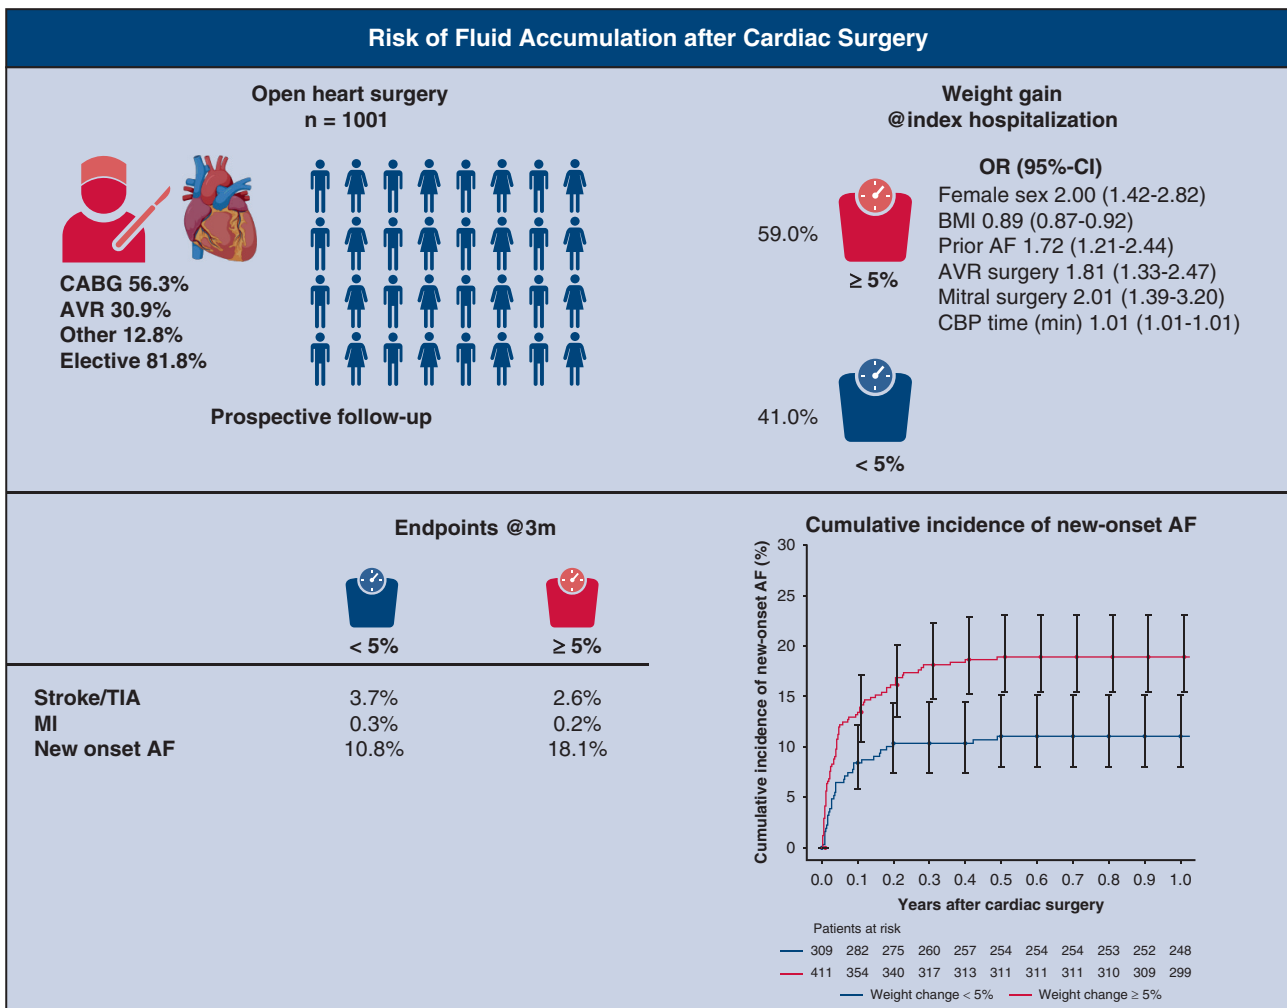 Risk of Fluid Accumulation after Cardiac Surgery
Open heart surgery
n = 1001
CABG 56.3%
AVR 30.9%
Other 12.8%
Elective 81.8%
Prospective follow-up
Weight gain
@index hospitalization
OR (95%-CI)
Female sex 2.00 (1.42-2.82)
BMI 0.89 (0.87-0.92)
Prior AF 1.72 (1.21-2.44)
AVR surgery 1.81 (1.33-2.47)
Mitral surgery 2.01 (1.39-3.20)
CBP time (min) 1.01 (1.01-1.01)
59.0%
≥ 5%
41.0%
< 5%
Endpoints @3m
< 5% ≥ 5%
Stroke/TIA 3.7% 2.6%
MI 0.3% 0.2%
New onset AF 10.8% 18.1%
Cumulative incidence of new-onset AF
Cumulative incidence of new-onset AF (%)
30
25
20
15
10
5
0
0.0 0.1 0.2 0.3 0.4 0.5 0.6 0.7 0.8 0.9 1.0
Years after cardiac surgery
Patients at risk
309 282 275 260 257 254 254 254 253 252 248
411 354 340 317 313 311 311 311 310 309 299
Weight change < 5% Weight change ≥ 5%